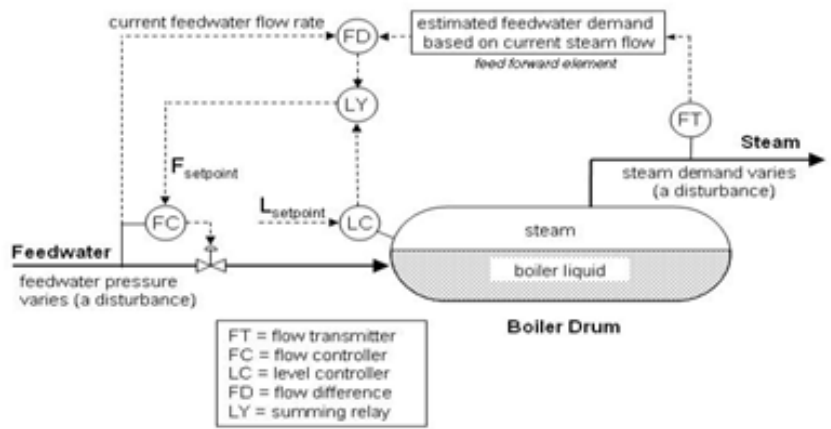 current feedwater flow rate
FD
estimated feedwater demand
based on current steam flow
feed forward element
LY
FT
Steam
steam demand varies
(a disturbance)
Fsetpoint
Lsetpoint
FC
LC
steam
boiler liquid
Feedwater
feedwater pressure
varies (a disturbance)
Boiler Drum
FT = flow transmitter
FC = flow controller
LC = level controller
FD = flow difference
LY = summing relay